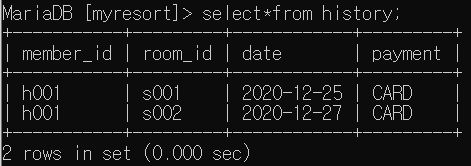 MariaDB [myresort]> select*from history;
+-----------+---------+------------+---------+
| member_id | room_id | date       | payment |
+-----------+---------+------------+---------+
| h001      | s001    | 2020-12-25 | CARD    |
| h001      | s002    | 2020-12-27 | CARD    |
+-----------+---------+------------+---------+
2 rows in set (0.000 sec)